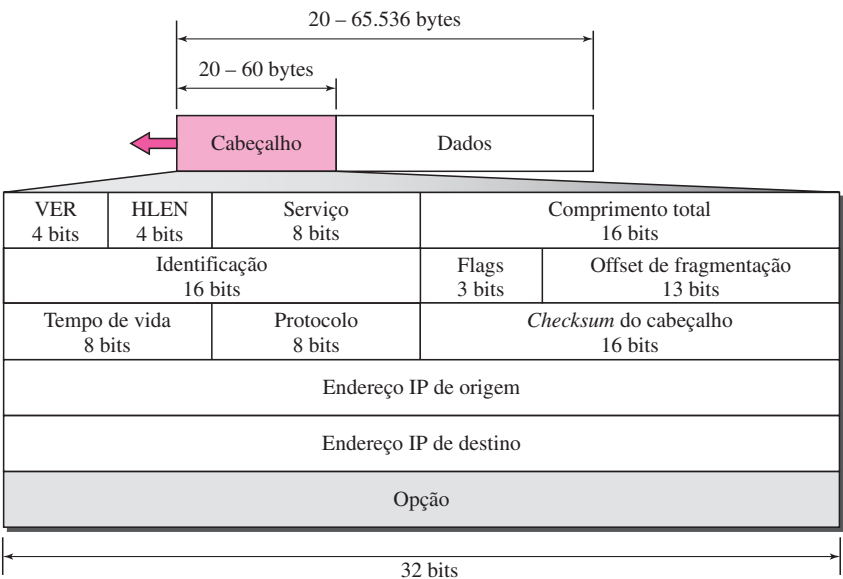 20 – 65.536 bytes
20 – 60 bytes
Cabeçalho
Dados
VER
4 bits
HLEN
4 bits
Serviço
8 bits
Comprimento total
16 bits
Identificação
16 bits
Flags
3 bits
Offset de fragmentação
13 bits
Tempo de vida
8 bits
Protocolo
8 bits
Checksum do cabeçalho
16 bits
Endereço IP de origem
Endereço IP de destino
Opção
32 bits